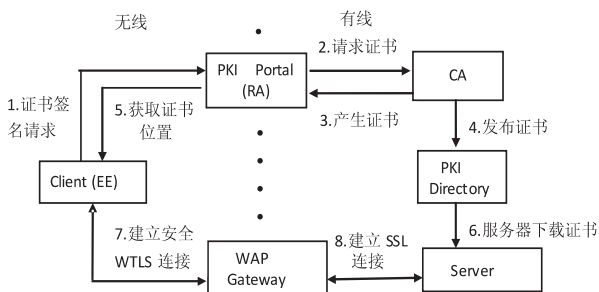 无线
有线
2.请求证书
PKI Portal
(RA)
CA
1.证书签
名请求
5.获取证书
位置
3.产生证书
4.发布证书
Client (EE)
PKI
Directory
7.建立安全
WTLS 连接
WAP
Gateway
8.建立 SSL
连接
6.服务器下载证书
Server